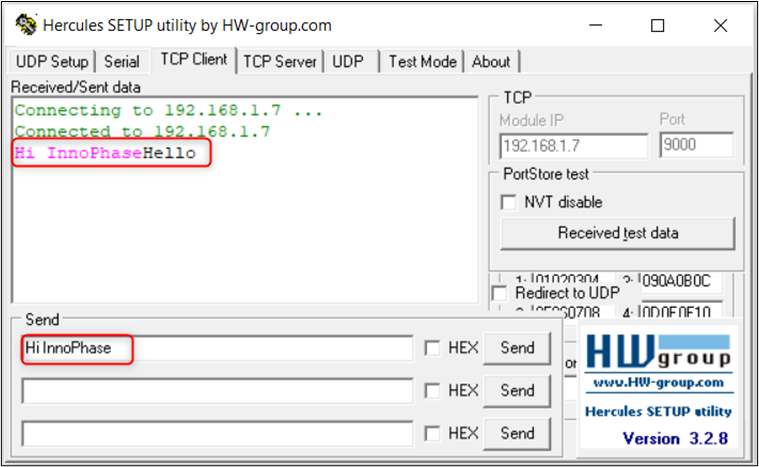 Hercules SETUP utility by HW-group.com
UDP Setup Serial TCP Client TCP Server UDP Test Mode About
Received/Sent data
Connecting to 192.168.1.7 ...
Connected to 192.168.1.7
Hi InnoPhaseHello
TCP
Module IP Port
192.168.1.7 9000
PortStore test
NVT disable
Received test data
1: 01020304 2: 090A0B0C
Redirect to UDP
4: 0D0E0F10
Send
Hi InnoPhase HEX Send
HEX Send
HEX Send
HW group
www.HW-group.com
Hercules SETUP utility
Version 3.2.8